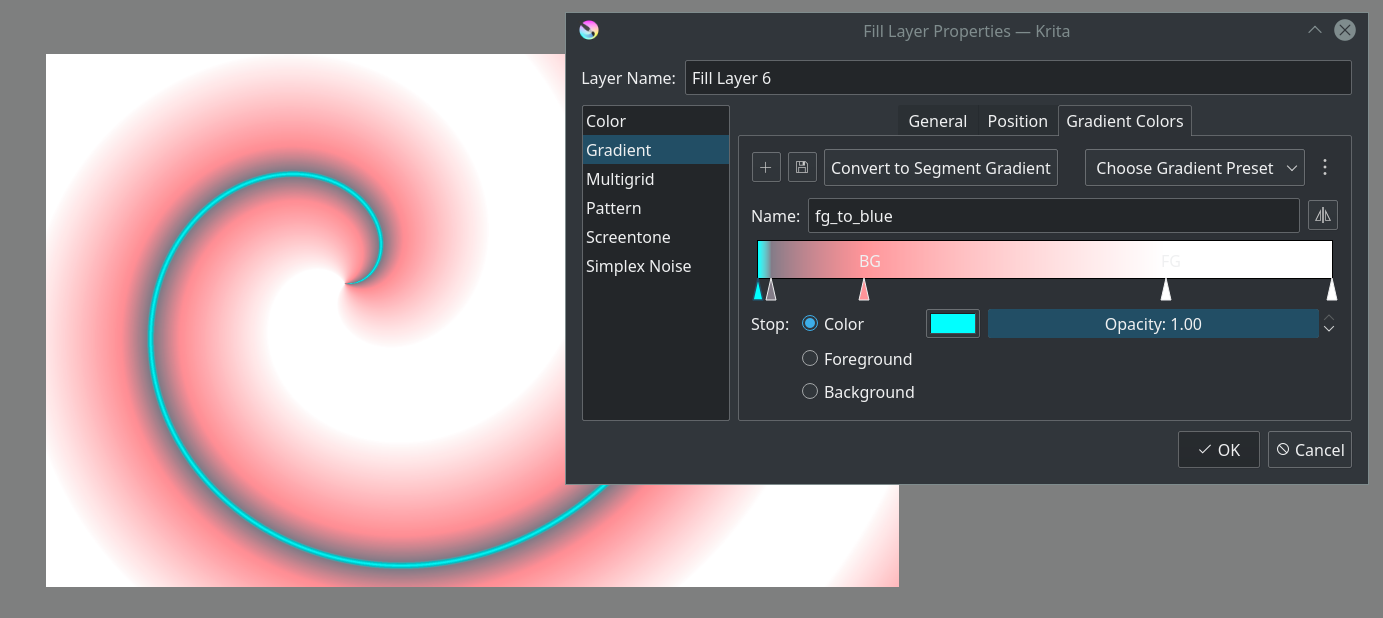 Fill Layer Properties — Krita
Layer Name: Fill Layer 6
Color
Gradient
Multigrid
Pattern
Screentone
Simplex Noise
General Position Gradient Colors
Convert to Segment Gradient Choose Gradient Preset
Name: fg_to_blue
BG FG
Stop: Color Opacity: 1.00
Foreground
Background
OK Cancel